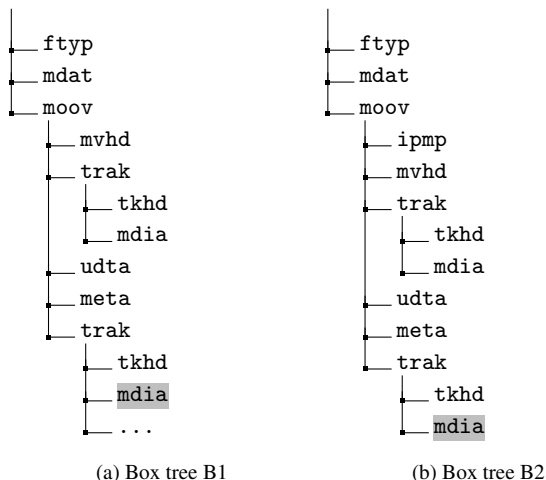 ftyp
mdat
moov
mvhd
trak
tkhd
mdia
udta
meta
trak
tkhd
mdia
...
(a) Box tree B1
ftyp
mdat
moov
ipmp
mvhd
trak
tkhd
mdia
udta
meta
trak
tkhd
mdia
(b) Box tree B2